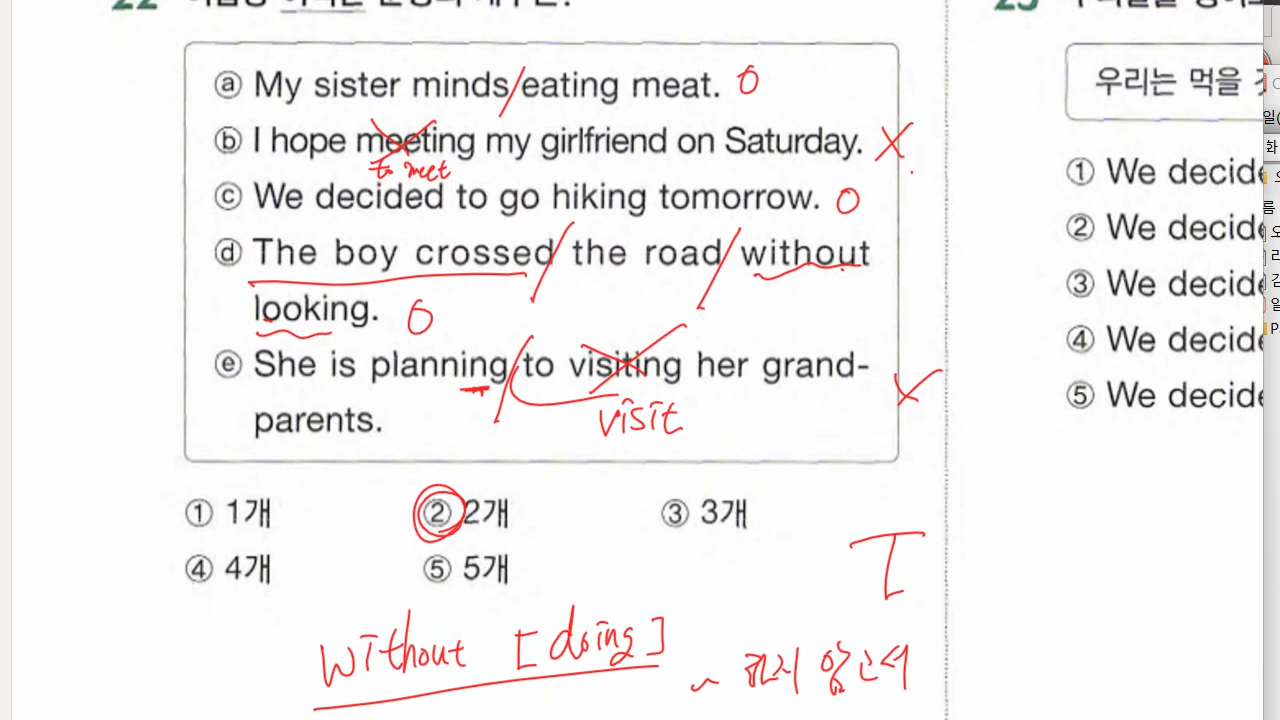 22
23
ⓐ My sister minds/eating meat. O
ⓑ I hope meeting my girlfriend on Saturday. X
to meet
ⓒ We decided to go hiking tomorrow. O
ⓓ The boy crossed/the road/without
looking. O
ⓔ She is planning/to visiting her grand-
parents.
visit
① 1개 ② 2개 ③ 3개
④ 4개 ⑤ 5개
without [doing] ~ 하지 않고서
우리는 먹을
① We decide
② We decide
③ We decide
④ We decide
⑤ We decide